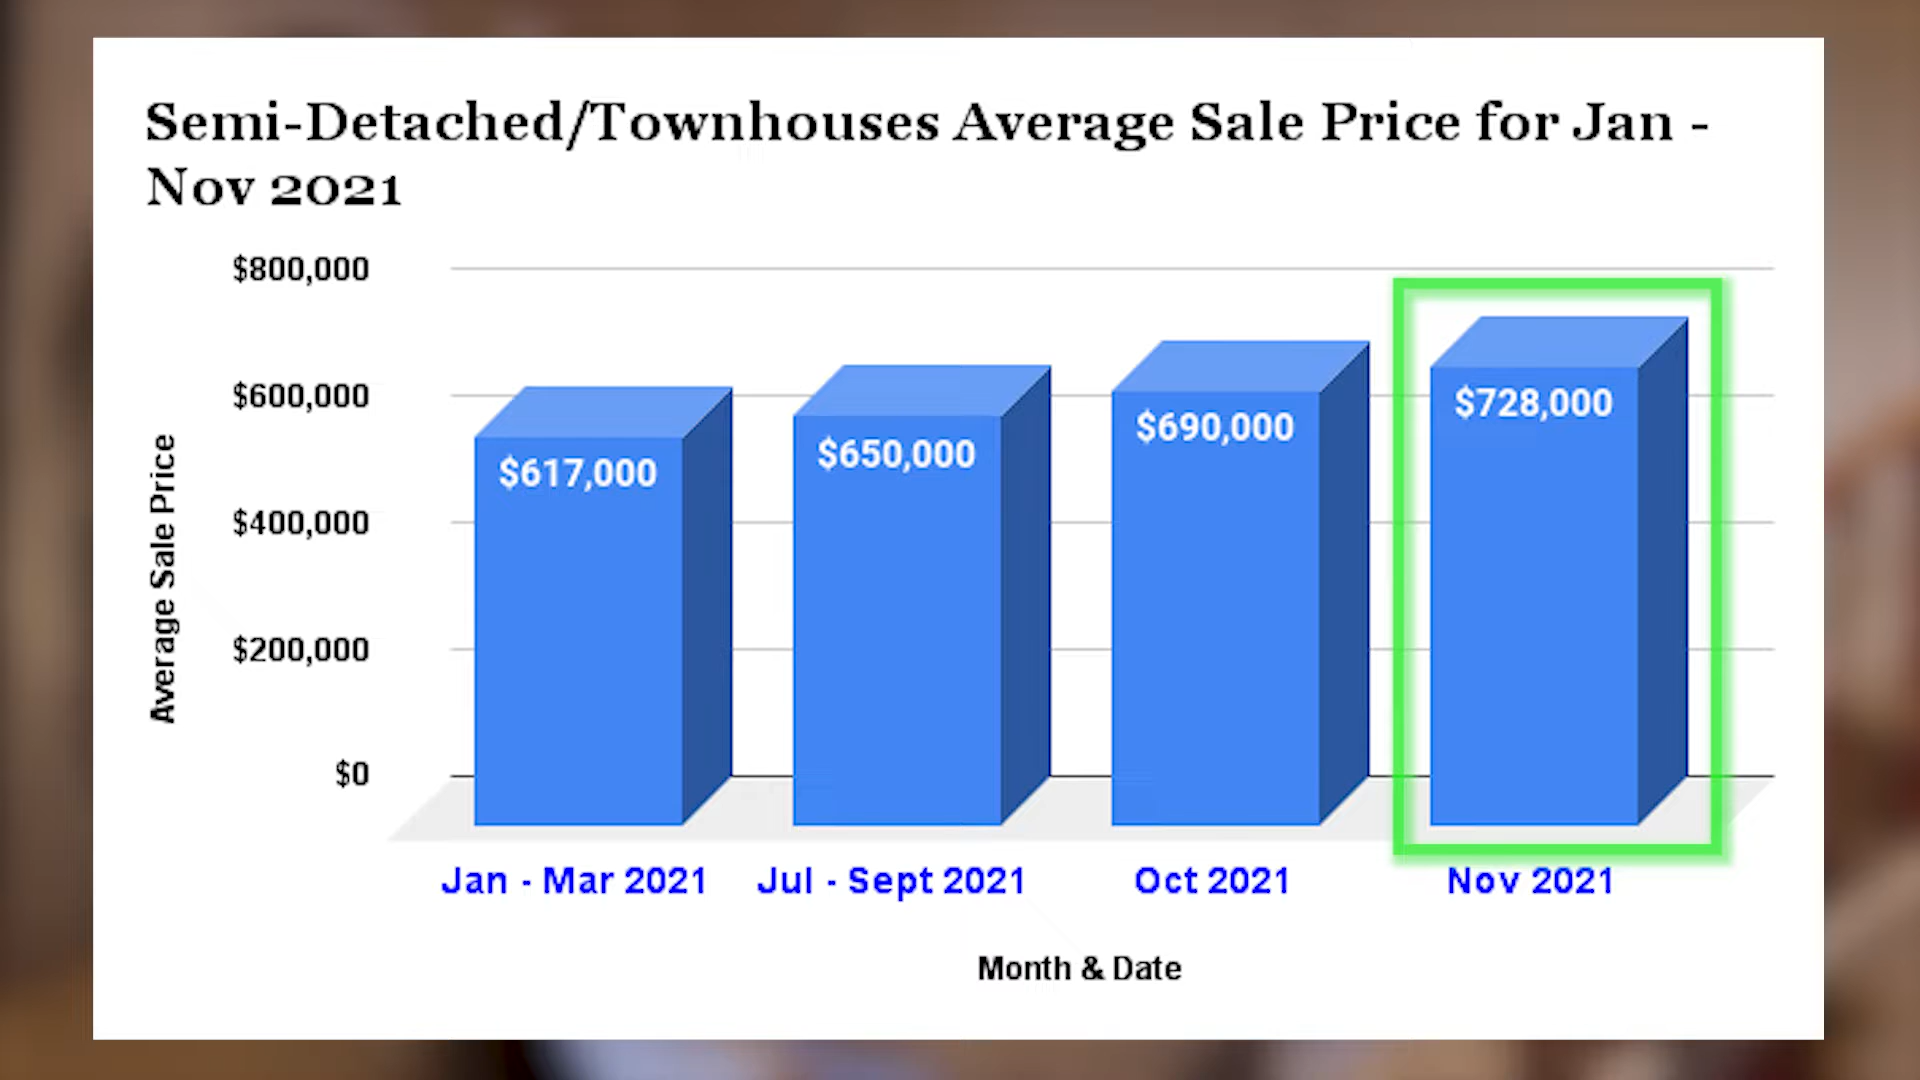 Semi-Detached/Townhouses Average Sale Price for Jan -
Nov 2021
$800,000
$600,000
$400,000
$200,000
$0
Average Sale Price
$617,000
$650,000
$690,000
$728,000
Jan - Mar 2021
Jul - Sept 2021
Oct 2021
Nov 2021
Month & Date